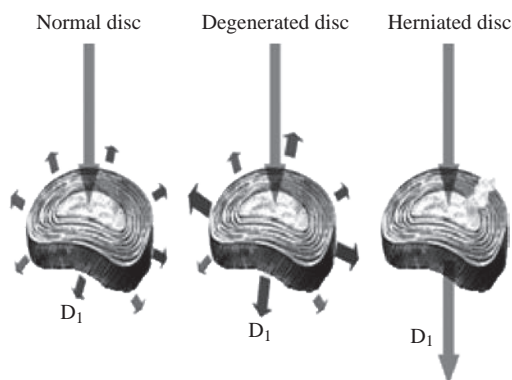 Normal disc
Degenerated disc
Herniated disc
D₁
D₁
D₁